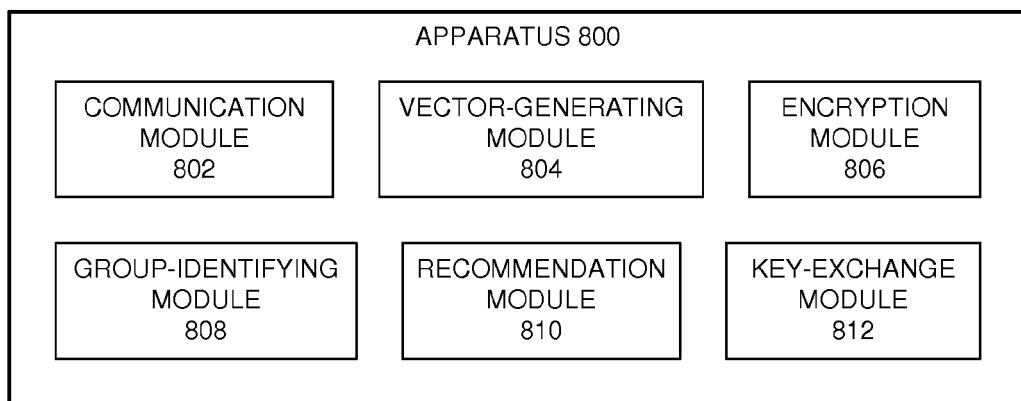 APPARATUS 800
COMMUNICATION
MODULE
802
VECTOR-GENERATING
MODULE
804
ENCRYPTION
MODULE
806
GROUP-IDENTIFYING
MODULE
808
RECOMMENDATION
MODULE
810
KEY-EXCHANGE
MODULE
812